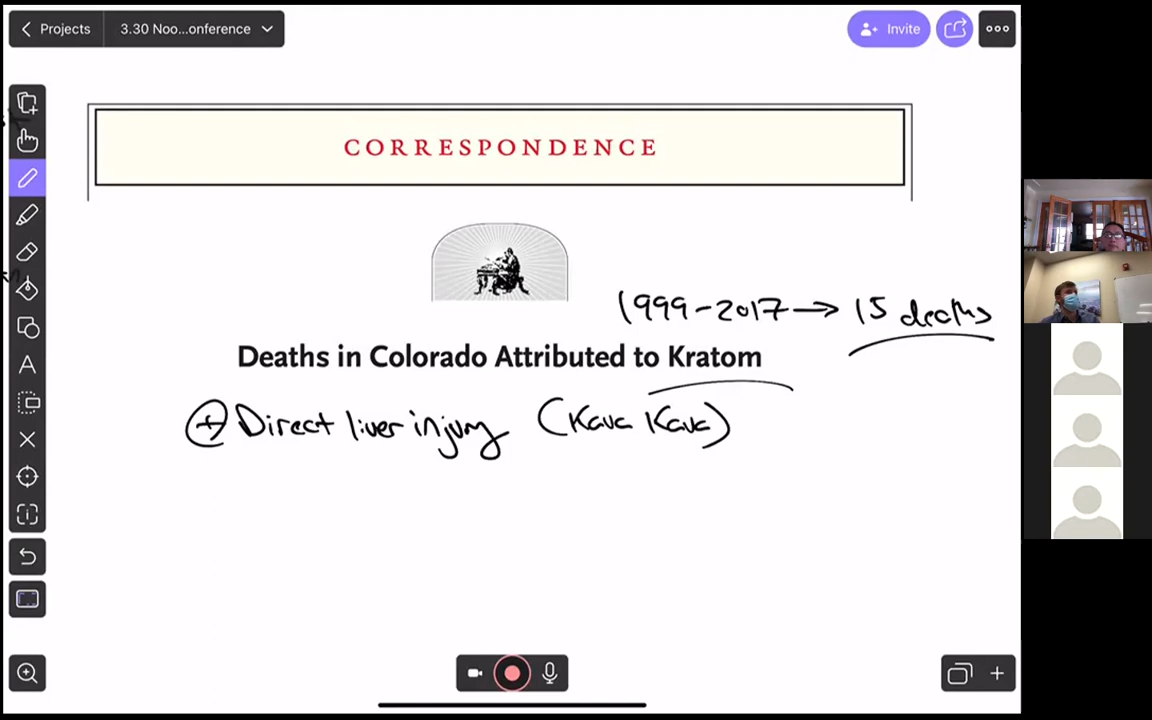 Projects
3.30 Noo...onference
Invite
CORRESPONDENCE
1999-2017 → 15 deaths
Deaths in Colorado Attributed to Kratom
+ Direct liver injury (Kava Kava)
A